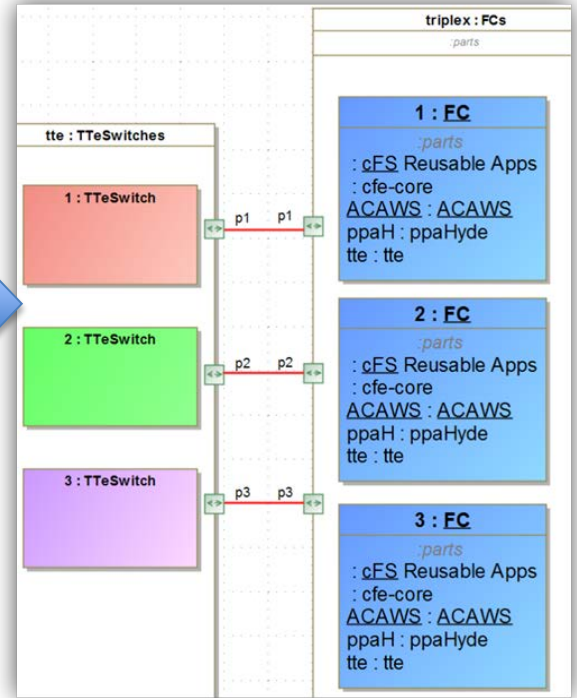 triplex : FCs
:parts
tte : TTeSwitches
1 : TTeSwitch
p1 p1
1 : FC
:parts
: cFS Reusable Apps
: cfe-core
ACAWS : ACAWS
ppaH : ppaHyde
tte : tte
2 : TTeSwitch
p2 p2
2 : FC
:parts
: cFS Reusable Apps
: cfe-core
ACAWS : ACAWS
ppaH : ppaHyde
tte : tte
3 : TTeSwitch
p3 p3
3 : FC
:parts
: cFS Reusable Apps
: cfe-core
ACAWS : ACAWS
ppaH : ppaHyde
tte : tte